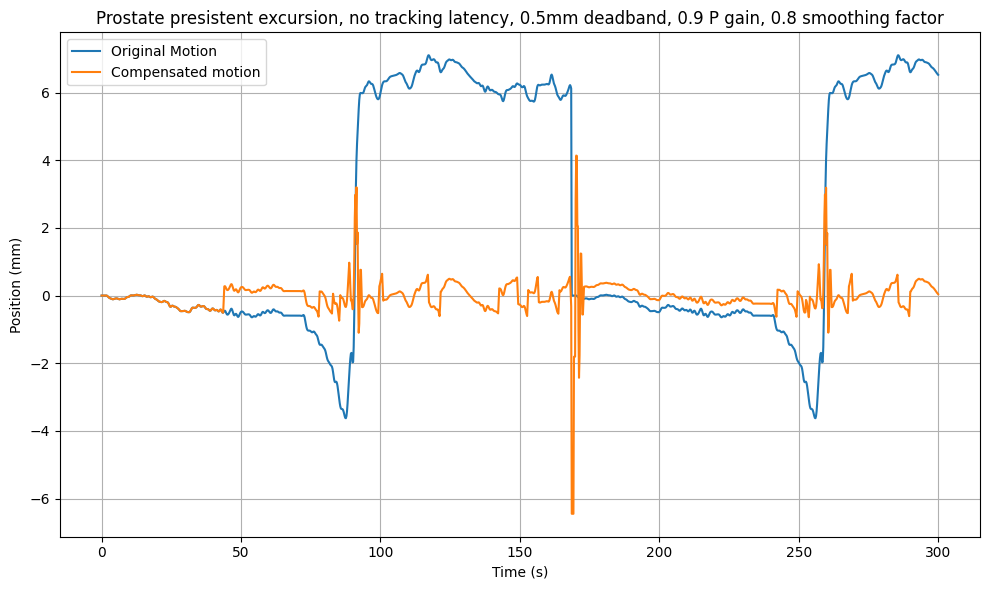 Prostate presistent excursion, no tracking latency, 0.5mm deadband, 0.9 P gain, 0.8 smoothing factor
Original Motion
Compensated motion
Position (mm)
6
4
2
0
−2
−4
−6
0
50
100
150
200
250
300
Time (s)